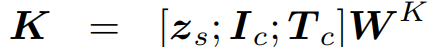 K = [z_s; I_c; T_c]W^K